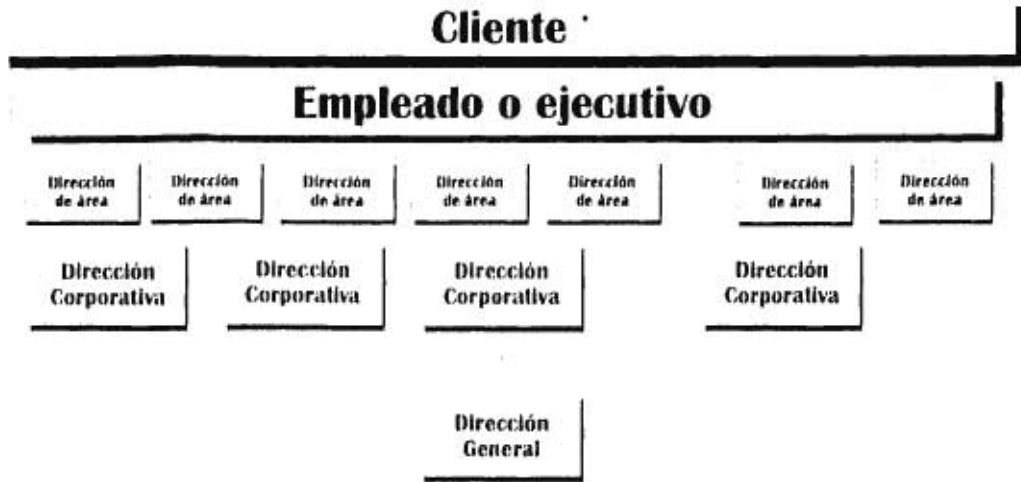 Cliente
Empleado o ejecutivo
Dirección
de área
Dirección
de área
Dirección
de área
Dirección
de área
Dirección
de área
Dirección
de área
Dirección
de área
Dirección
Corporativa
Dirección
Corporativa
Dirección
Corporativa
Dirección
Corporativa
Dirección
General